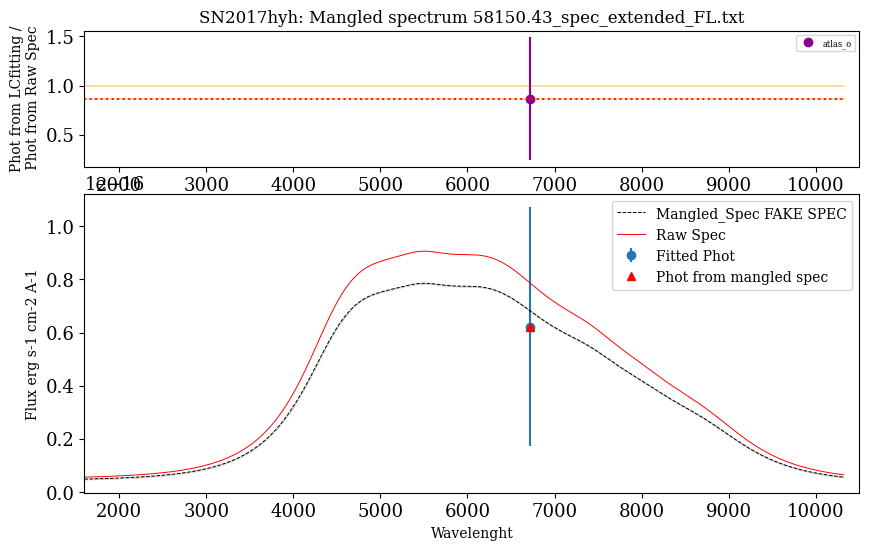 SN2017hyh: Mangled spectrum 58150.43_spec_extended_FL.txt
Phot from LCfitting /
Phot from Raw Spec
1.5
1.0
0.5
atlas_o
2000 3000 4000 5000 6000 7000 8000 9000 10000
1e−16
Flux erg s-1 cm-2 A-1
1.0
0.8
0.6
0.4
0.2
0.0
Mangled_Spec FAKE SPEC
Raw Spec
Fitted Phot
Phot from mangled spec
2000 3000 4000 5000 6000 7000 8000 9000 10000
Wavelenght